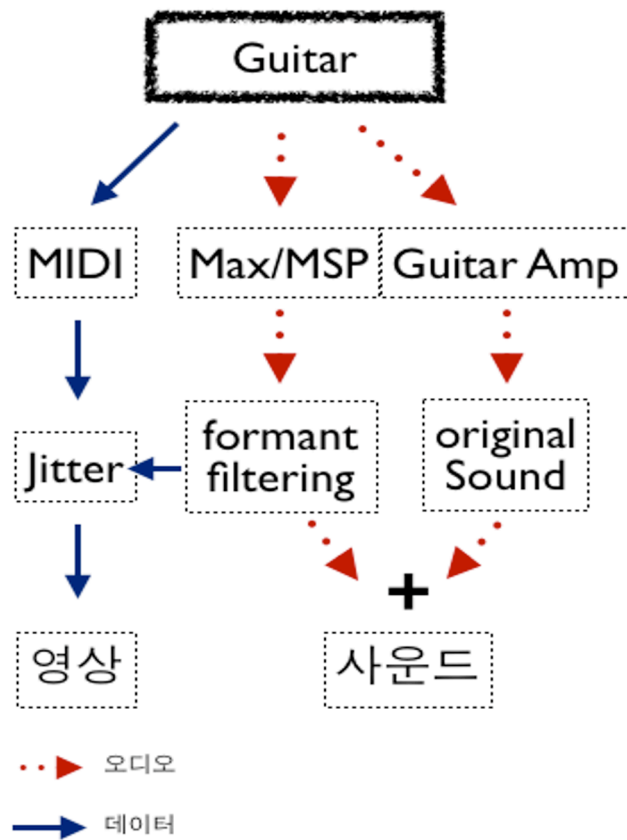 Guitar
MIDI
Max/MSP
Guitar Amp
formant
filtering
original
Sound
Jitter
+
영상
사운드
오디오
데이터